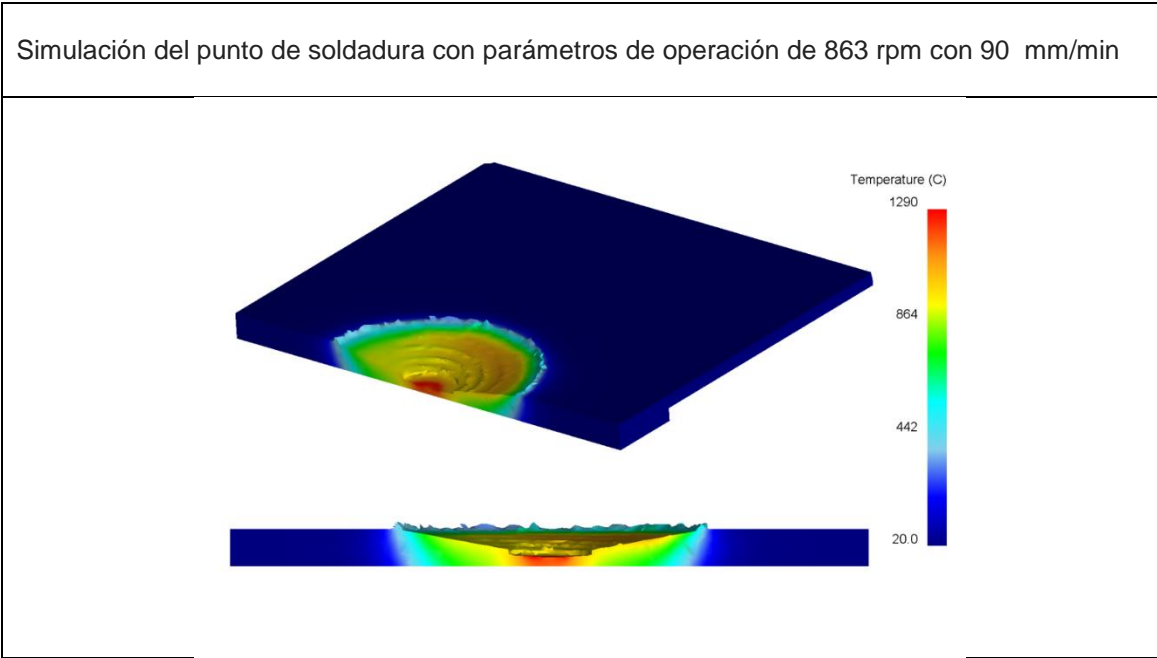 Simulación del punto de soldadura con parámetros de operación de 863 rpm con 90 mm/min
Temperature (C)
1290
864
442
20.0